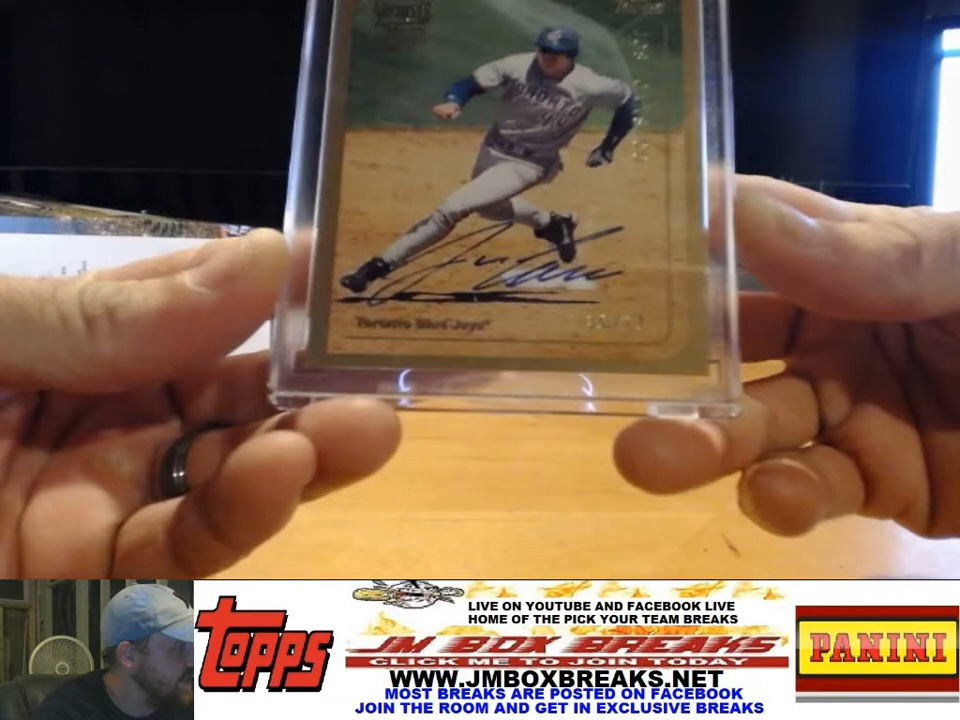 ARCHIVES
TORONTO
Toronto Blue Jays
TOPPS
LIVE ON YOUTUBE AND FACEBOOK LIVE
HOME OF THE PICK YOUR TEAM BREAKS
JM BOX BREAKS
CLICK ME TO JOIN TODAY
WWW.JMBOXBREAKS.NET
MOST BREAKS ARE POSTED ON FACEBOOK
JOIN THE ROOM AND GET IN EXCLUSIVE BREAKS
PANINI